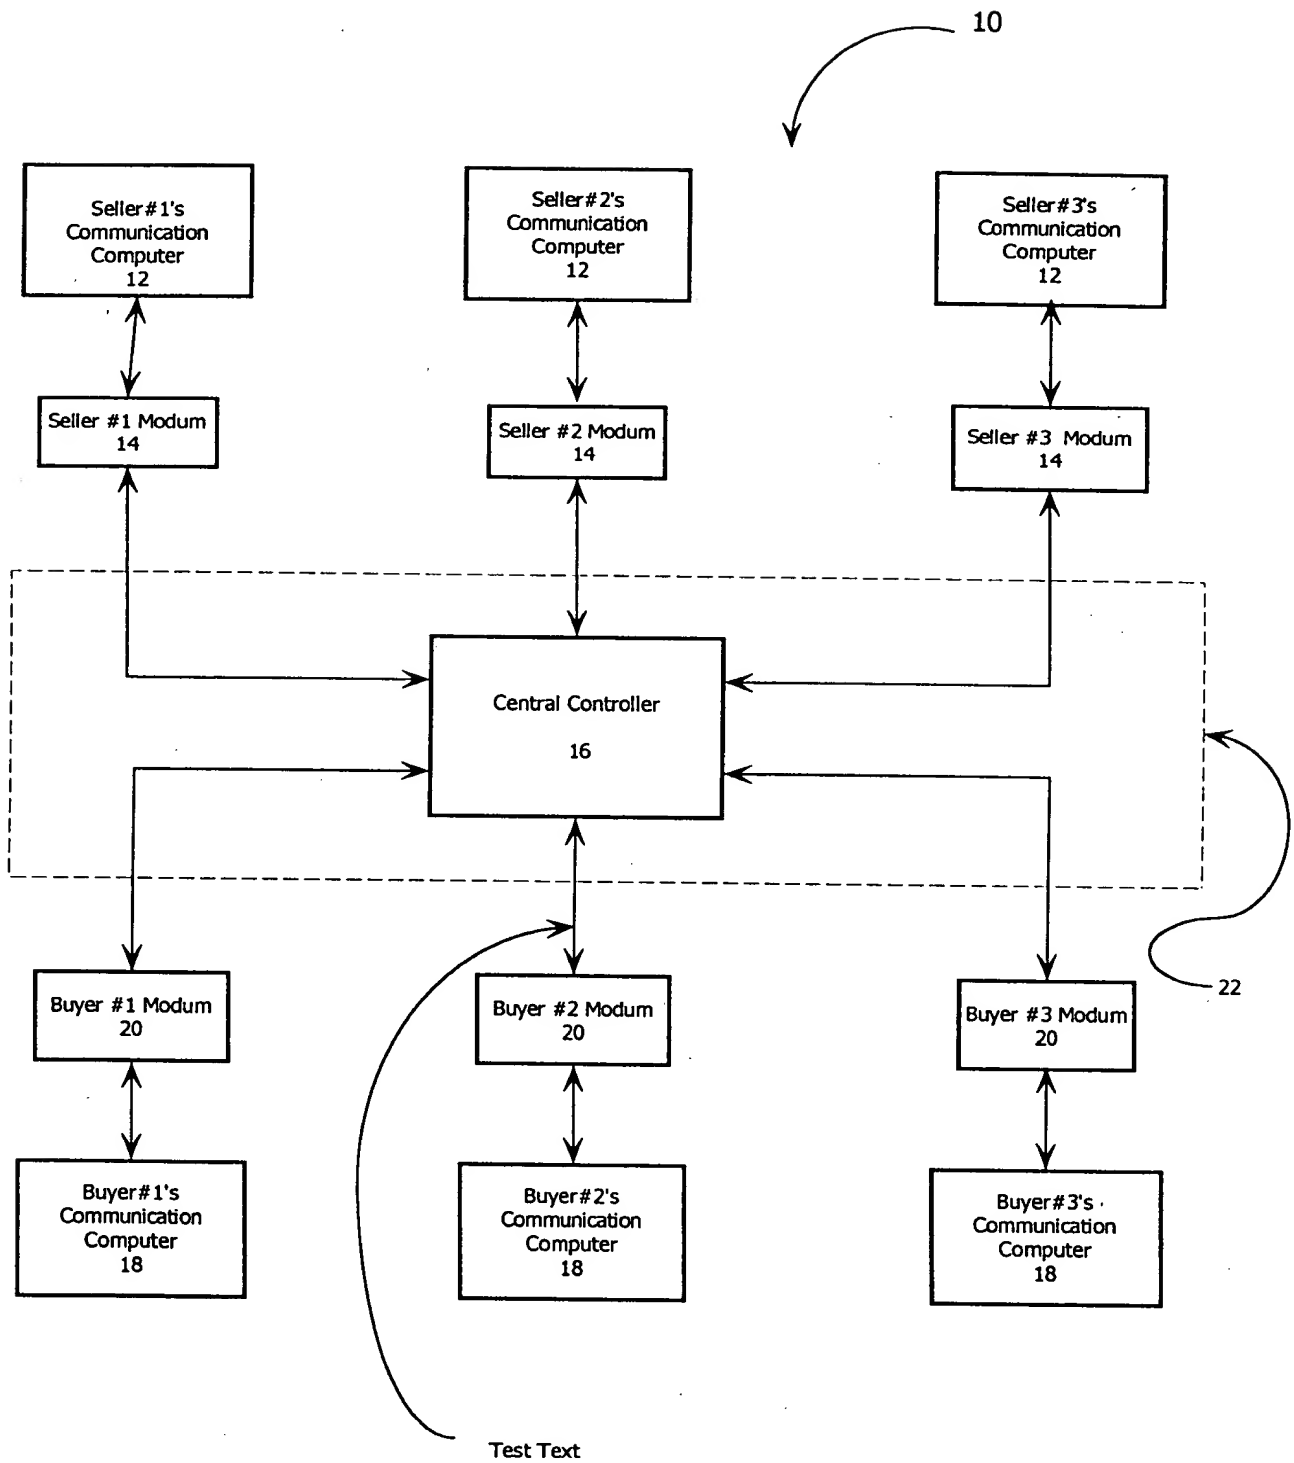 10
Seller#1's
Communication
Computer
12
Seller#2's
Communication
Computer
12
Seller#3's
Communication
Computer
12
Seller #1 Modum
14
Seller #2 Modum
14
Seller #3 Modum
14
Central Controller
16
22
Buyer #1 Modum
20
Buyer #2 Modum
20
Buyer #3 Modum
20
Buyer#1's
Communication
Computer
18
Buyer#2's
Communication
Computer
18
Buyer#3's
Communication
Computer
18
Test Text